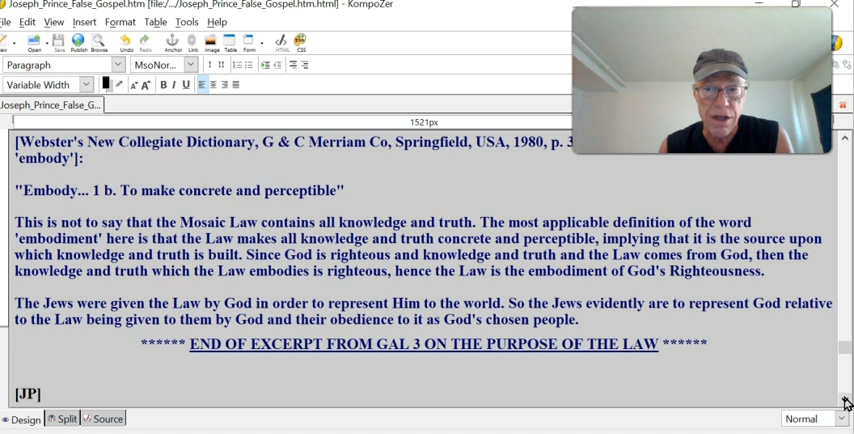 Joseph_Prince_False_Gospel.htm [file:/.../Joseph_Prince_False_Gospel.htm.html] - KompoZer
File Edit View Insert Format Table Tools Help
Open Save Publish Browse Undo Redo Anchor Link Image Table Form HTML CSS
Paragraph MsoNor...
Variable Width A A B I U
Joseph_Prince_False_G...
1521px
[Webster's New Collegiate Dictionary, G & C Merriam Co, Springfield, USA, 1980, p. 3
'embody']:
"Embody... 1 b. To make concrete and perceptible"
This is not to say that the Mosaic Law contains all knowledge and truth. The most applicable definition of the word
'embodiment' here is that the Law makes all knowledge and truth concrete and perceptible, implying that it is the source upon
which knowledge and truth is built. Since God is righteous and knowledge and truth and the Law comes from God, then the
knowledge and truth which the Law embodies is righteous, hence the Law is the embodiment of God's Righteousness.
The Jews were given the Law by God in order to represent Him to the world. So the Jews evidently are to represent God relative
to the Law being given to them by God and their obedience to it as God's chosen people.
****** END OF EXCERPT FROM GAL 3 ON THE PURPOSE OF THE LAW ******
[JP]
Design Split Source Normal